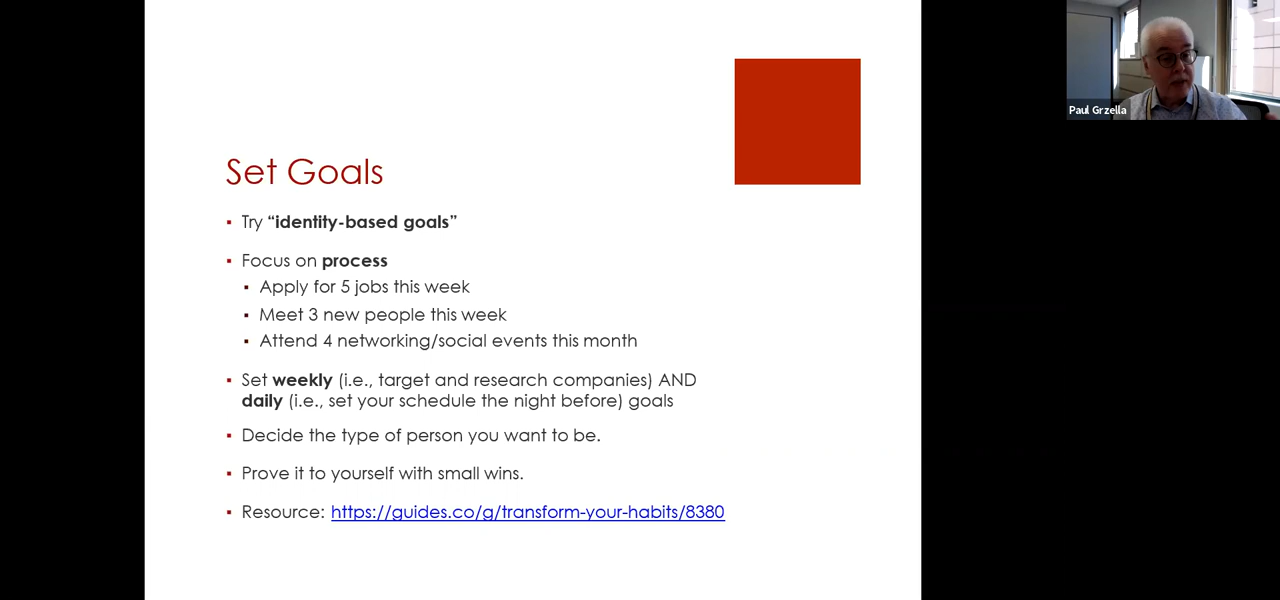 Set Goals
▪ Try “identity-based goals”
▪ Focus on process
▪ Apply for 5 jobs this week
▪ Meet 3 new people this week
▪ Attend 4 networking/social events this month
▪ Set weekly (i.e., target and research companies) AND
daily (i.e., set your schedule the night before) goals
▪ Decide the type of person you want to be.
▪ Prove it to yourself with small wins.
▪ Resource: https://guides.co/g/transform-your-habits/8380
Paul Grzella